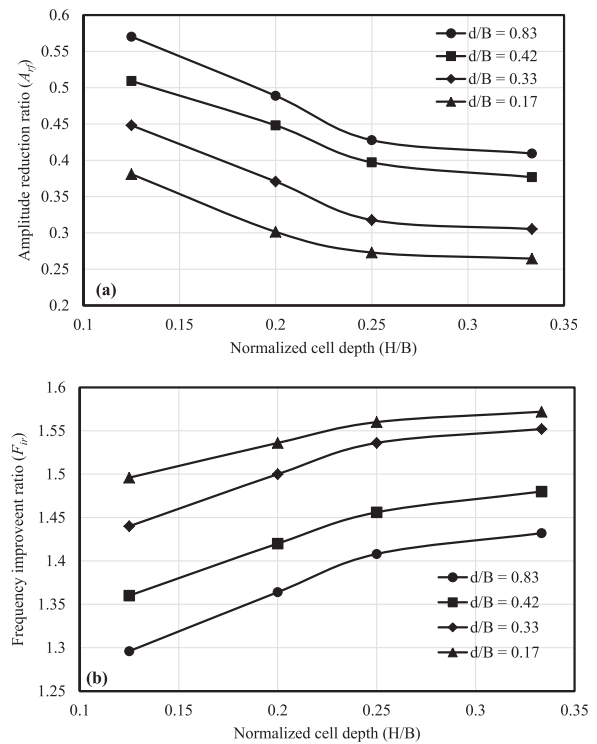 0.6
0.55
0.5
0.45
0.4
0.35
0.3
0.25
0.2
Amplitude reduction ratio (Arf)
d/B = 0.83
d/B = 0.42
d/B = 0.33
d/B = 0.17
(a)
0.1 0.15 0.2 0.25 0.3 0.35
Normalized cell depth (H/B)
1.6
1.55
1.5
1.45
1.4
1.35
1.3
1.25
Frequency improveent ratio (Fir)
d/B = 0.83
d/B = 0.42
d/B = 0.33
d/B = 0.17
(b)
0.1 0.15 0.2 0.25 0.3 0.35
Normalized cell depth (H/B)